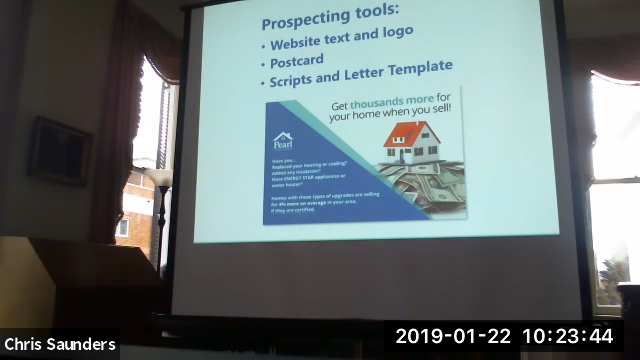 Prospecting tools:
• Website text and logo
• Postcard
• Scripts and Letter Template
Get thousands more for
your home when you sell!
Pearl
Have you...
Replaced your heating or cooling?
Added any insulation?
Have ENERGY STAR appliances or
water heater?
Homes with these types of upgrades are selling
for 4% more on average in your area,
if they are certified.
Chris Saunders
2019-01-22 10:23:44